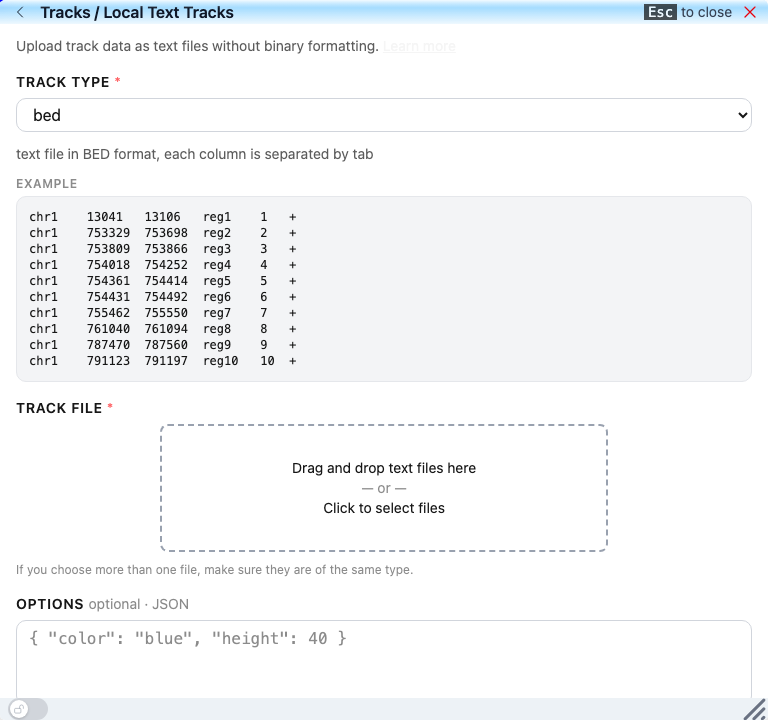 Tracks / Local Text Tracks
Esc to close
Upload track data as text files without binary formatting. Learn more
TRACK TYPE *
bed
text file in BED format, each column is separated by tab
EXAMPLE
chr1 13041 13106 reg1 1 +
chr1 753329 753698 reg2 2 +
chr1 753809 753866 reg3 3 +
chr1 754018 754252 reg4 4 +
chr1 754361 754414 reg5 5 +
chr1 754431 754492 reg6 6 +
chr1 755462 755550 reg7 7 +
chr1 761040 761094 reg8 8 +
chr1 787470 787560 reg9 9 +
chr1 791123 791197 reg10 10 +
TRACK FILE *
Drag and drop text files here
— or —
Click to select files
If you choose more than one file, make sure they are of the same type.
OPTIONS optional · JSON
{ "color": "blue", "height": 40 }